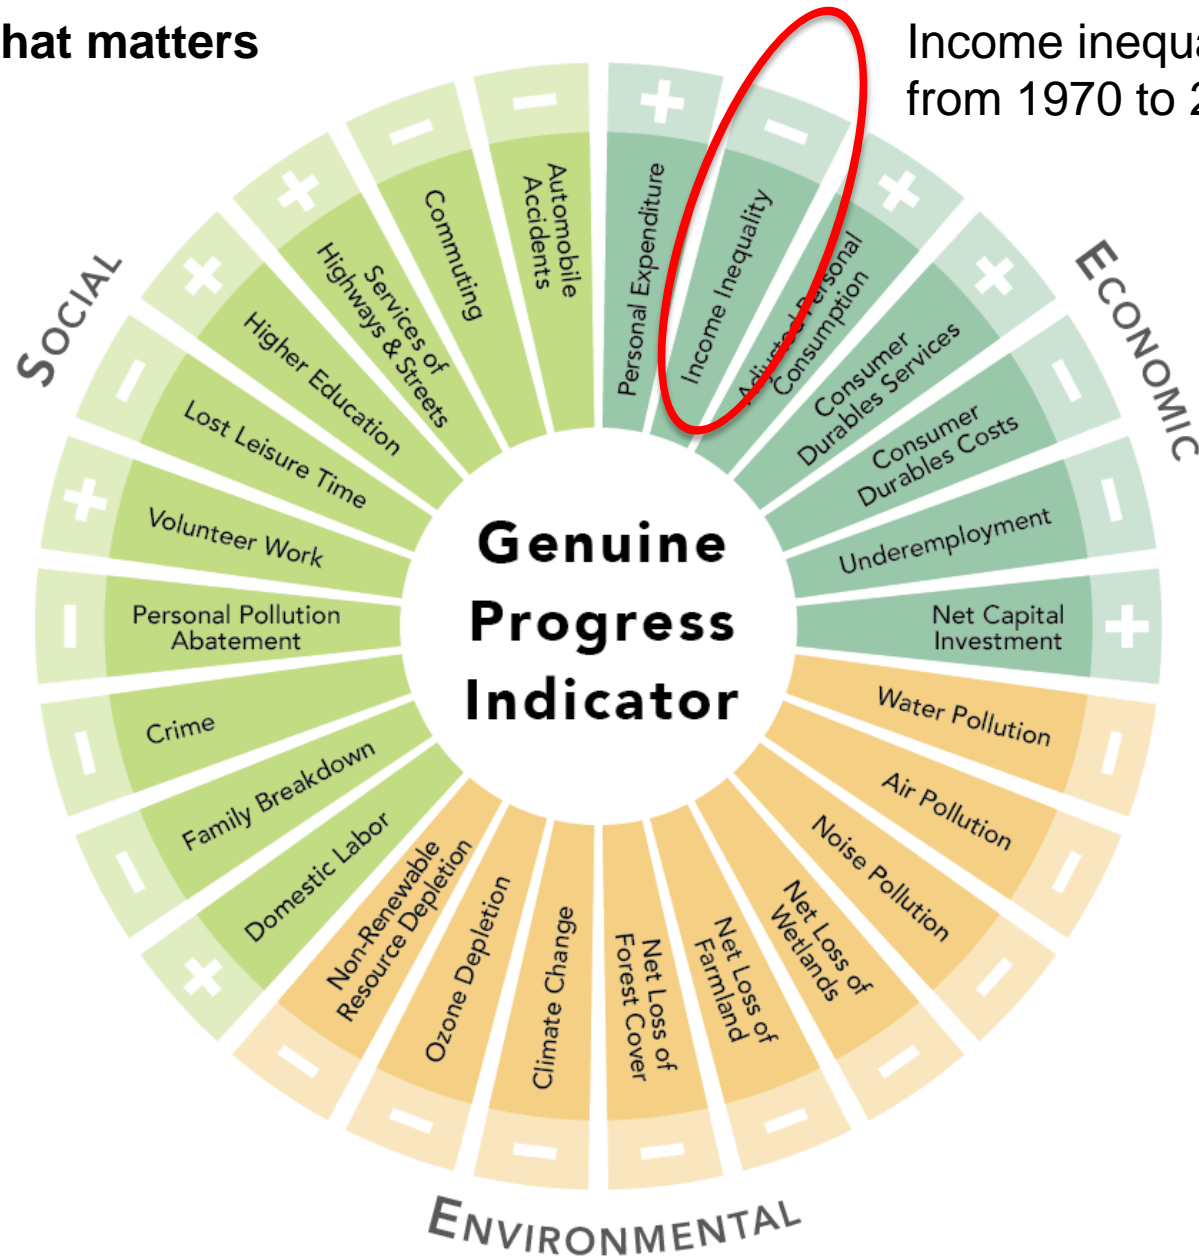 hat matters
Income inequa
from 1970 to 2
SOCIAL
ECONOMIC
ENVIRONMENTAL
Genuine
Progress
Indicator
+
Personal Expenditure
−
Income Inequality
+
Adjusted Personal
Consumption
+
Consumer
Durables Services
−
Consumer
Durables Costs
−
Underemployment
+
Net Capital
Investment
−
Water Pollution
−
Air Pollution
−
Noise Pollution
−
Net Loss of
Wetlands
−
Net Loss of
Farmland
−
Net Loss of
Forest Cover
−
Climate Change
−
Ozone Depletion
−
Non-Renewable
Resource Depletion
+
Domestic Labor
−
Family Breakdown
−
Crime
−
Personal Pollution
Abatement
+
Volunteer Work
−
Lost Leisure Time
+
Higher Education
+
Services of
Highways & Streets
−
Commuting
−
Automobile
Accidents